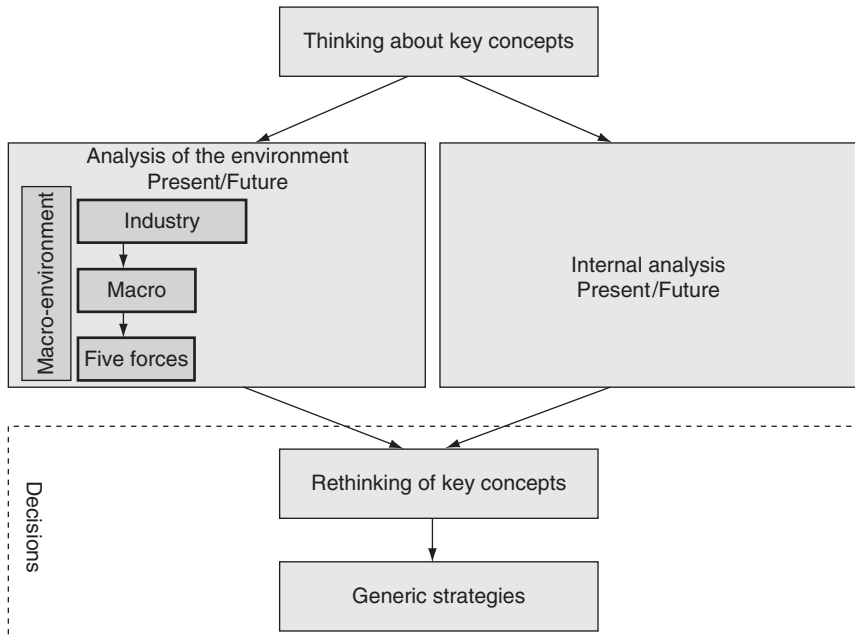 Thinking about key concepts
Analysis of the environment
Present/Future
Macro-environment
Industry
Macro
Five forces
Internal analysis
Present/Future
Decisions
Rethinking of key concepts
Generic strategies